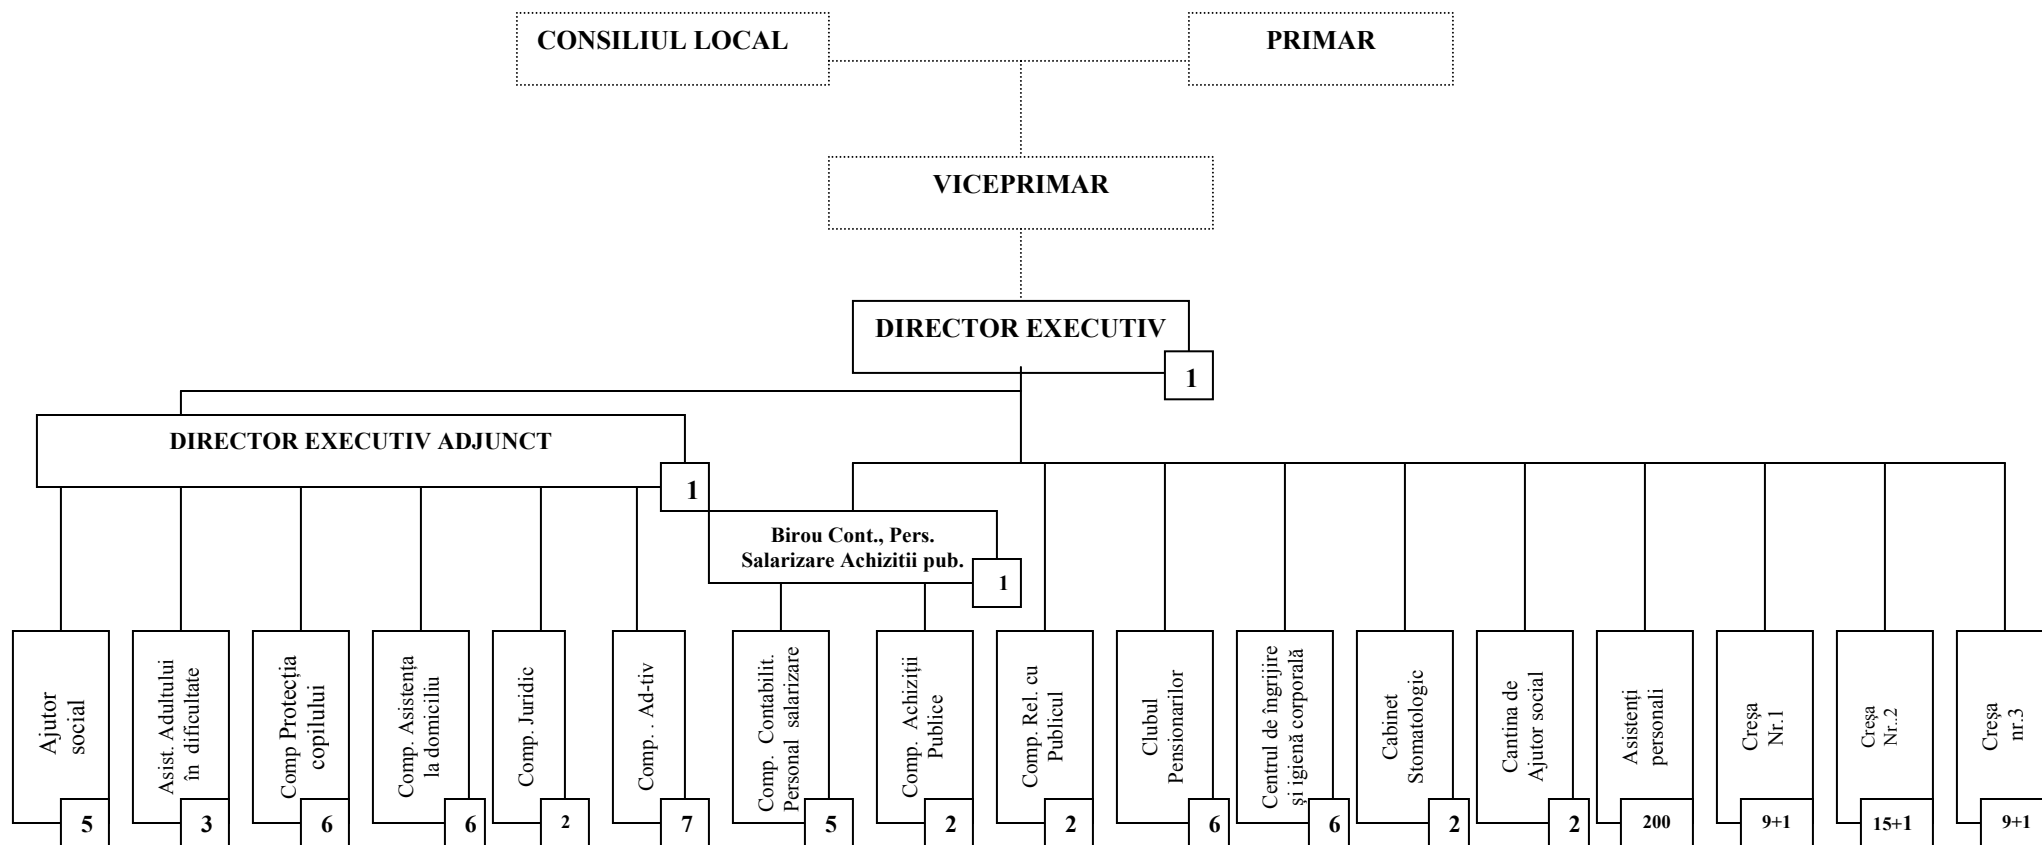 CONSILIUL LOCAL
PRIMAR
VICEPRIMAR
DIRECTOR EXECUTIV
1
DIRECTOR EXECUTIV ADJUNCT
1
Birou Cont., Pers.
Salarizare Achizitii pub.
1
Ajutor
social
5
Asist. Adultului
în dificultate
3
Comp Protecția
copilului
6
Comp. Asistența
la domiciliu
6
Comp. Juridic
2
Comp. . Ad-tiv
7
Comp. Contabilit.
Personal salarizare
5
Comp. Achiziții
Publice
2
Comp. Rel. cu
Publicul
2
Clubul
Pensionarilor
6
Centrul de îngrijire
și igienă corporală
6
Cabinet
Stomatologic
2
Cantina de
Ajutor social
2
Asistenți
personali
200
Creșa
Nr.1
9+1
Creșa
Nr..2
15+1
Creșa
nr.3
9+1